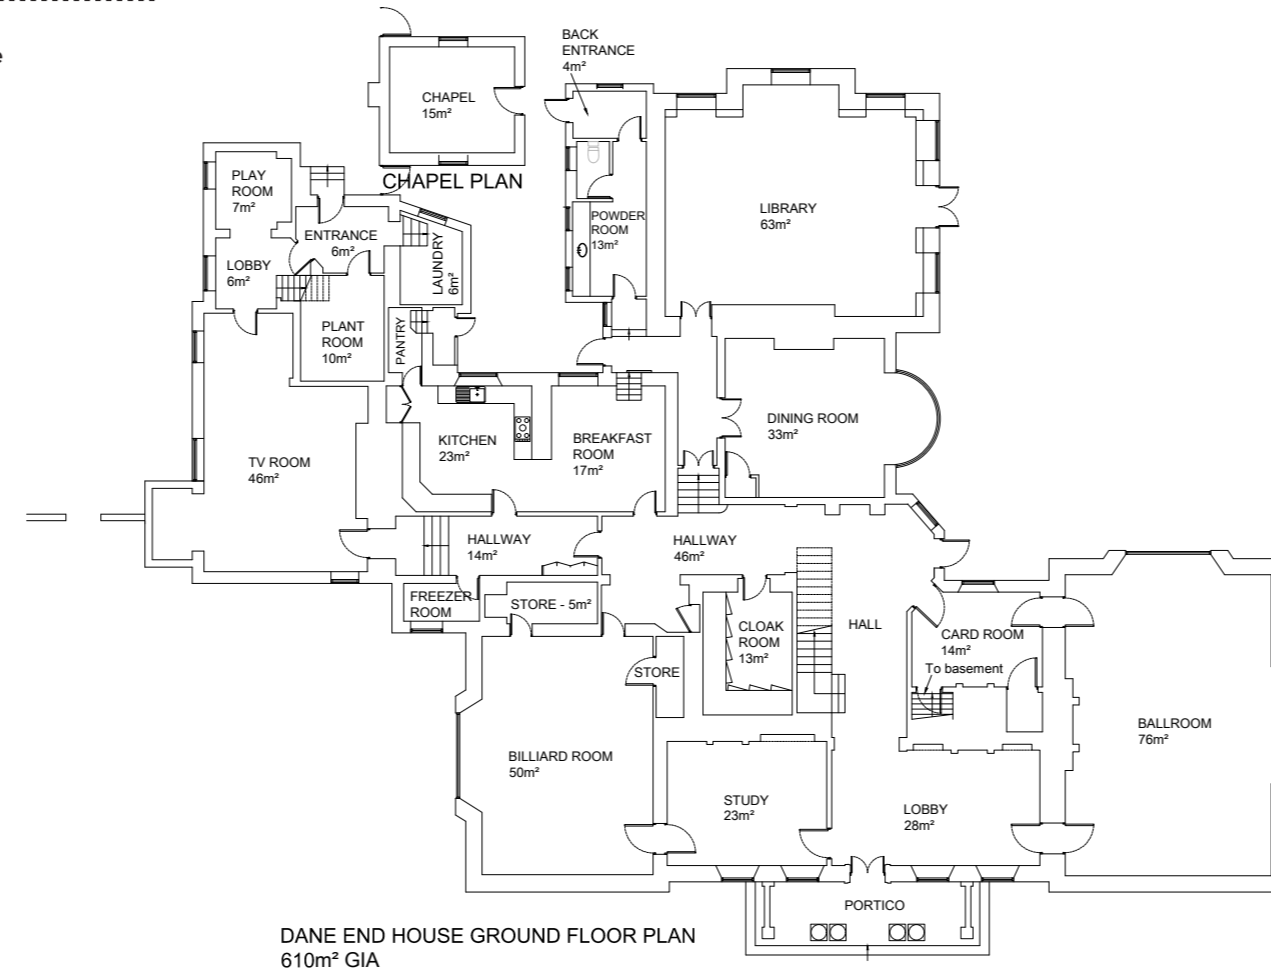 BACK
ENTRANCE
4m²
CHAPEL
15m²
CHAPEL PLAN
PLAY
ROOM
7m²
ENTRANCE
6m²
LOBBY
6m²
LAUNDRY
6m²
POWDER
ROOM
13m²
LIBRARY
63m²
PLANT
ROOM
10m²
PANTRY
DINING ROOM
33m²
KITCHEN
23m²
BREAKFAST
ROOM
17m²
TV ROOM
46m²
HALLWAY
14m²
HALLWAY
46m²
FREEZER
ROOM
STORE - 5m²
CLOAK
ROOM
13m²
HALL
CARD ROOM
14m²
To basement
STORE
BALLROOM
76m²
BILLIARD ROOM
50m²
STUDY
23m²
LOBBY
28m²
PORTICO
DANE END HOUSE GROUND FLOOR PLAN
610m² GIA